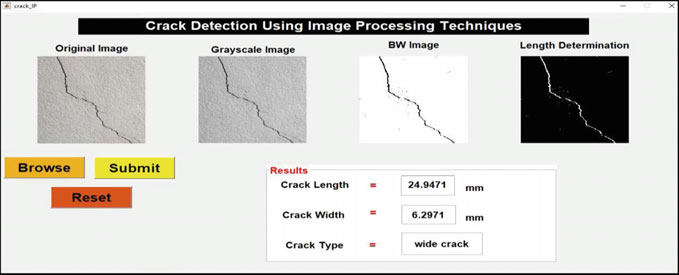 crack_IP
Crack Detection Using Image Processing Techniques
Original Image
Grayscale Image
BW Image
Length Determination
Browse
Submit
Reset
Results
Crack Length = 24.9471 mm
Crack Width = 6.2971 mm
Crack Type = wide crack